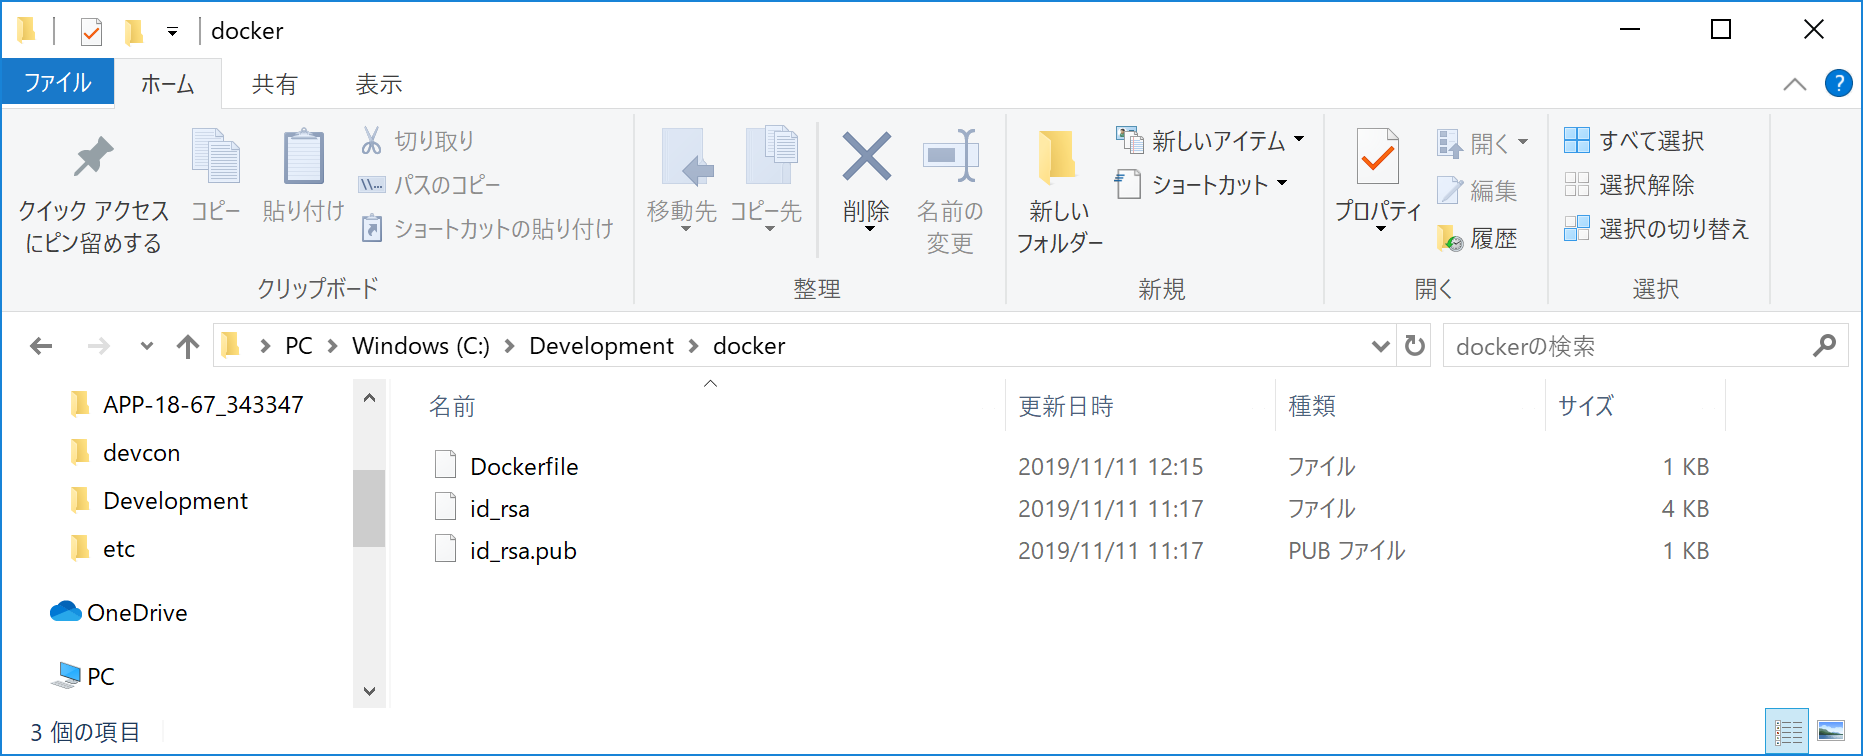 docker
ファイル ホーム 共有 表示
?
クイック アクセス
にピン留めする
コピー
貼り付け
切り取り
パスのコピー
ショートカットの貼り付け
クリップボード
移動先
コピー先
削除
名前の
変更
整理
新しい
フォルダー
新しいアイテム
ショートカット
新規
プロパティ
開く
編集
履歴
開く
すべて選択
選択解除
選択の切り替え
選択
PC Windows (C:) Development docker
dockerの検索
APP-18-67_343347
devcon
Development
etc
OneDrive
PC
名前 更新日時 種類 サイズ
Dockerfile 2019/11/11 12:15 ファイル 1 KB
id_rsa 2019/11/11 11:17 ファイル 4 KB
id_rsa.pub 2019/11/11 11:17 PUB ファイル 1 KB
3 個の項目